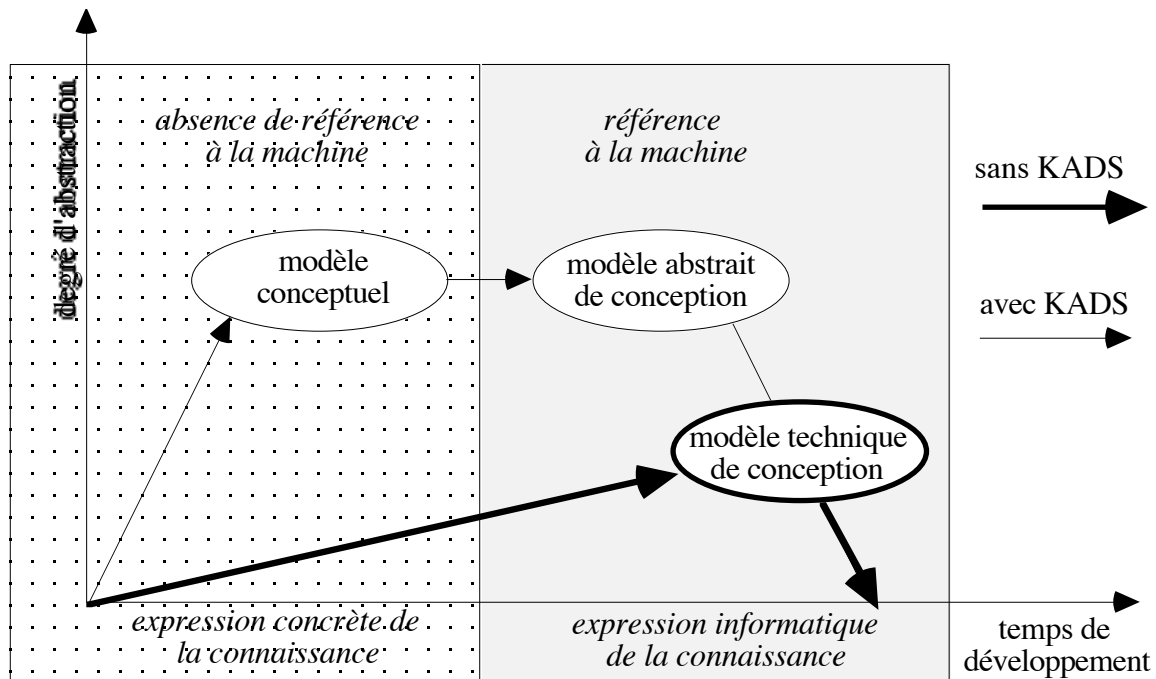 degré d'abstraction
absence de référence
à la machine
référence
à la machine
sans KADS
avec KADS
modèle
conceptuel
modèle abstrait
de conception
modèle technique
de conception
expression concrète de
la connaissance
expression informatique
de la connaissance
temps de
développement